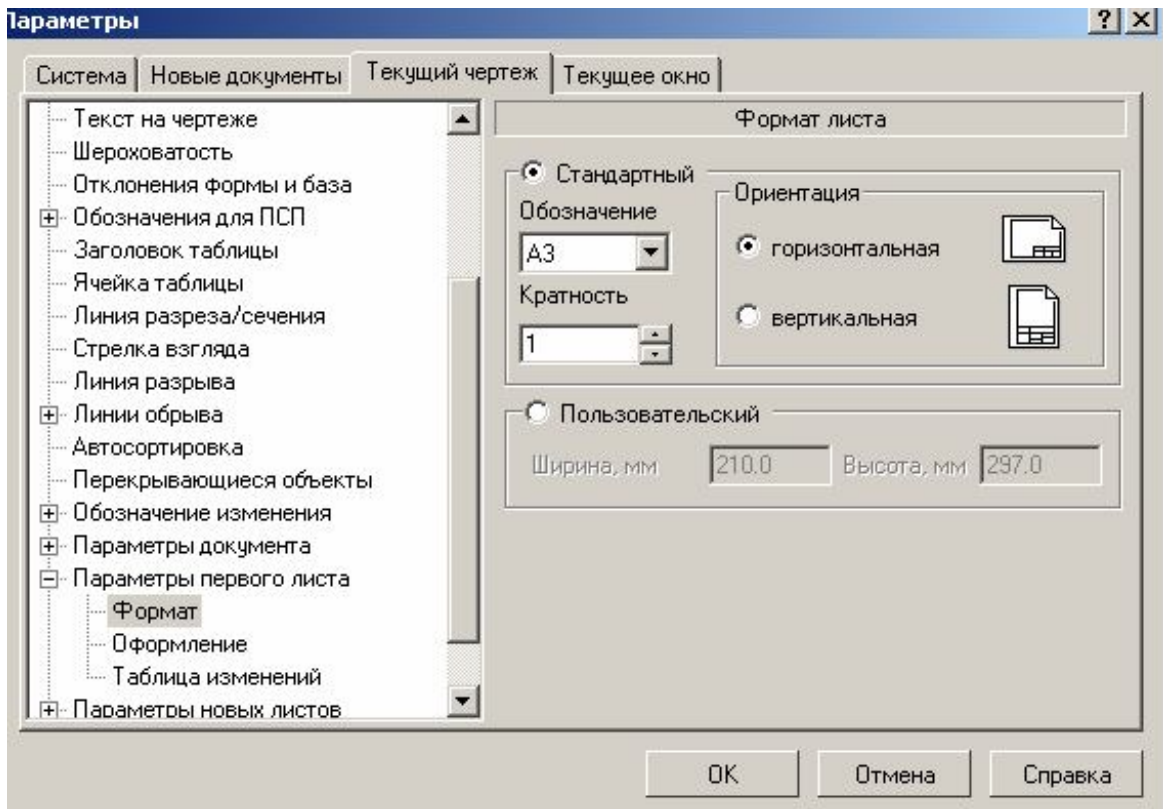 Параметры
Система
Новые документы
Текущий чертеж
Текущее окно
Текст на чертеже
Шероховатость
Отклонения формы и база
Обозначения для ПСП
Заголовок таблицы
Ячейка таблицы
Линия разреза/сечения
Стрелка взгляда
Линия разрыва
Линии обрыва
Автосортировка
Перекрывающиеся объекты
Обозначение изменения
Параметры документа
Параметры первого листа
Формат
Оформление
Таблица изменений
Параметры новых листов
Формат листа
Стандартный
Обозначение
А3
Кратность
1
Ориентация
горизонтальная
вертикальная
Пользовательский
Ширина, мм 210.0 Высота, мм 297.0
OK Отмена Справка